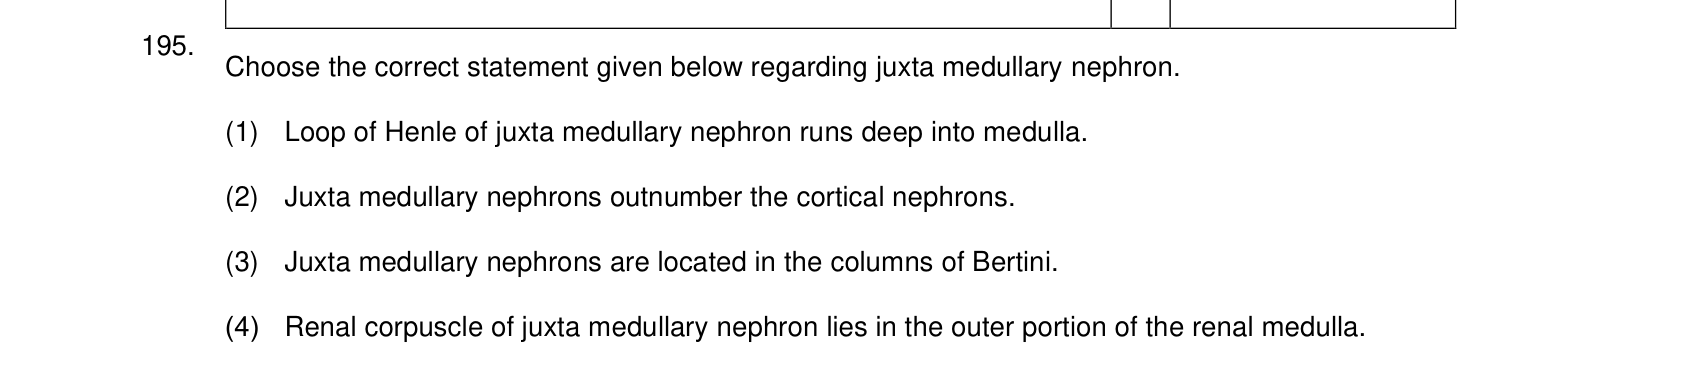 195.
Choose the correct statement given below regarding juxta medullary nephron.
(1) Loop of Henle of juxta medullary nephron runs deep into medulla.
(2) Juxta medullary nephrons outnumber the cortical nephrons.
(3) Juxta medullary nephrons are located in the columns of Bertini.
(4) Renal corpuscle of juxta medullary nephron lies in the outer portion of the renal medulla.